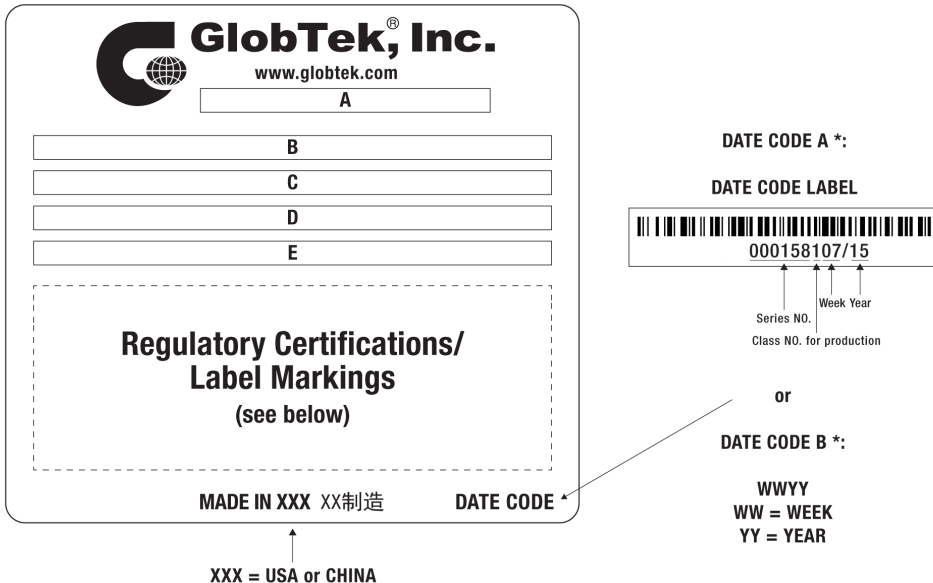 GlobTek,® Inc.
www.globtek.com
A
B
C
D
E
Regulatory Certifications/
Label Markings
(see below)
MADE IN XXX XX制造 DATE CODE
XXX = USA or CHINA
DATE CODE A *:
DATE CODE LABEL
000158107/15
Week Year
Series NO.
Class NO. for production
or
DATE CODE B *:
WWYY
WW = WEEK
YY = YEAR